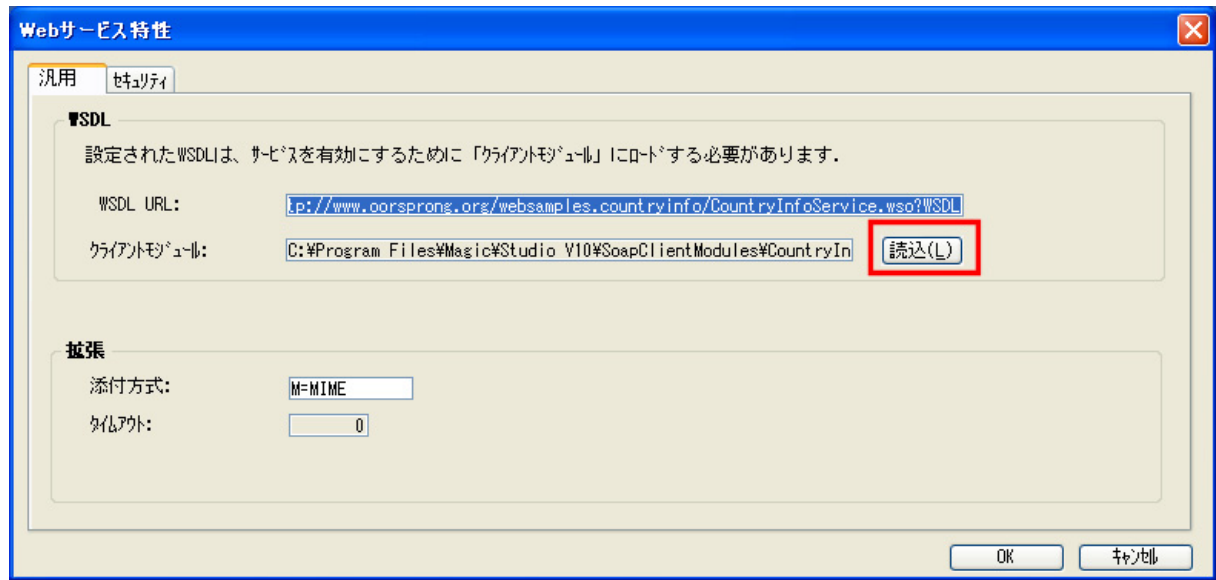 Webサービス特性
汎用 セキュリティ
WSDL
設定されたWSDLは、サービスを有効にするために「クライアントモジュール」にロードする必要があります.
WSDL URL: tp://www.oorsprong.org/websamples.countryinfo/CountryInfoService.wso?WSDL
クライアントモジュール: C:¥Program Files¥Magic¥Studio V10¥SoapClientModules¥CountryIn 読込(L)
拡張
添付方式: M=MIME
タイムアウト: 0
OK キャンセル